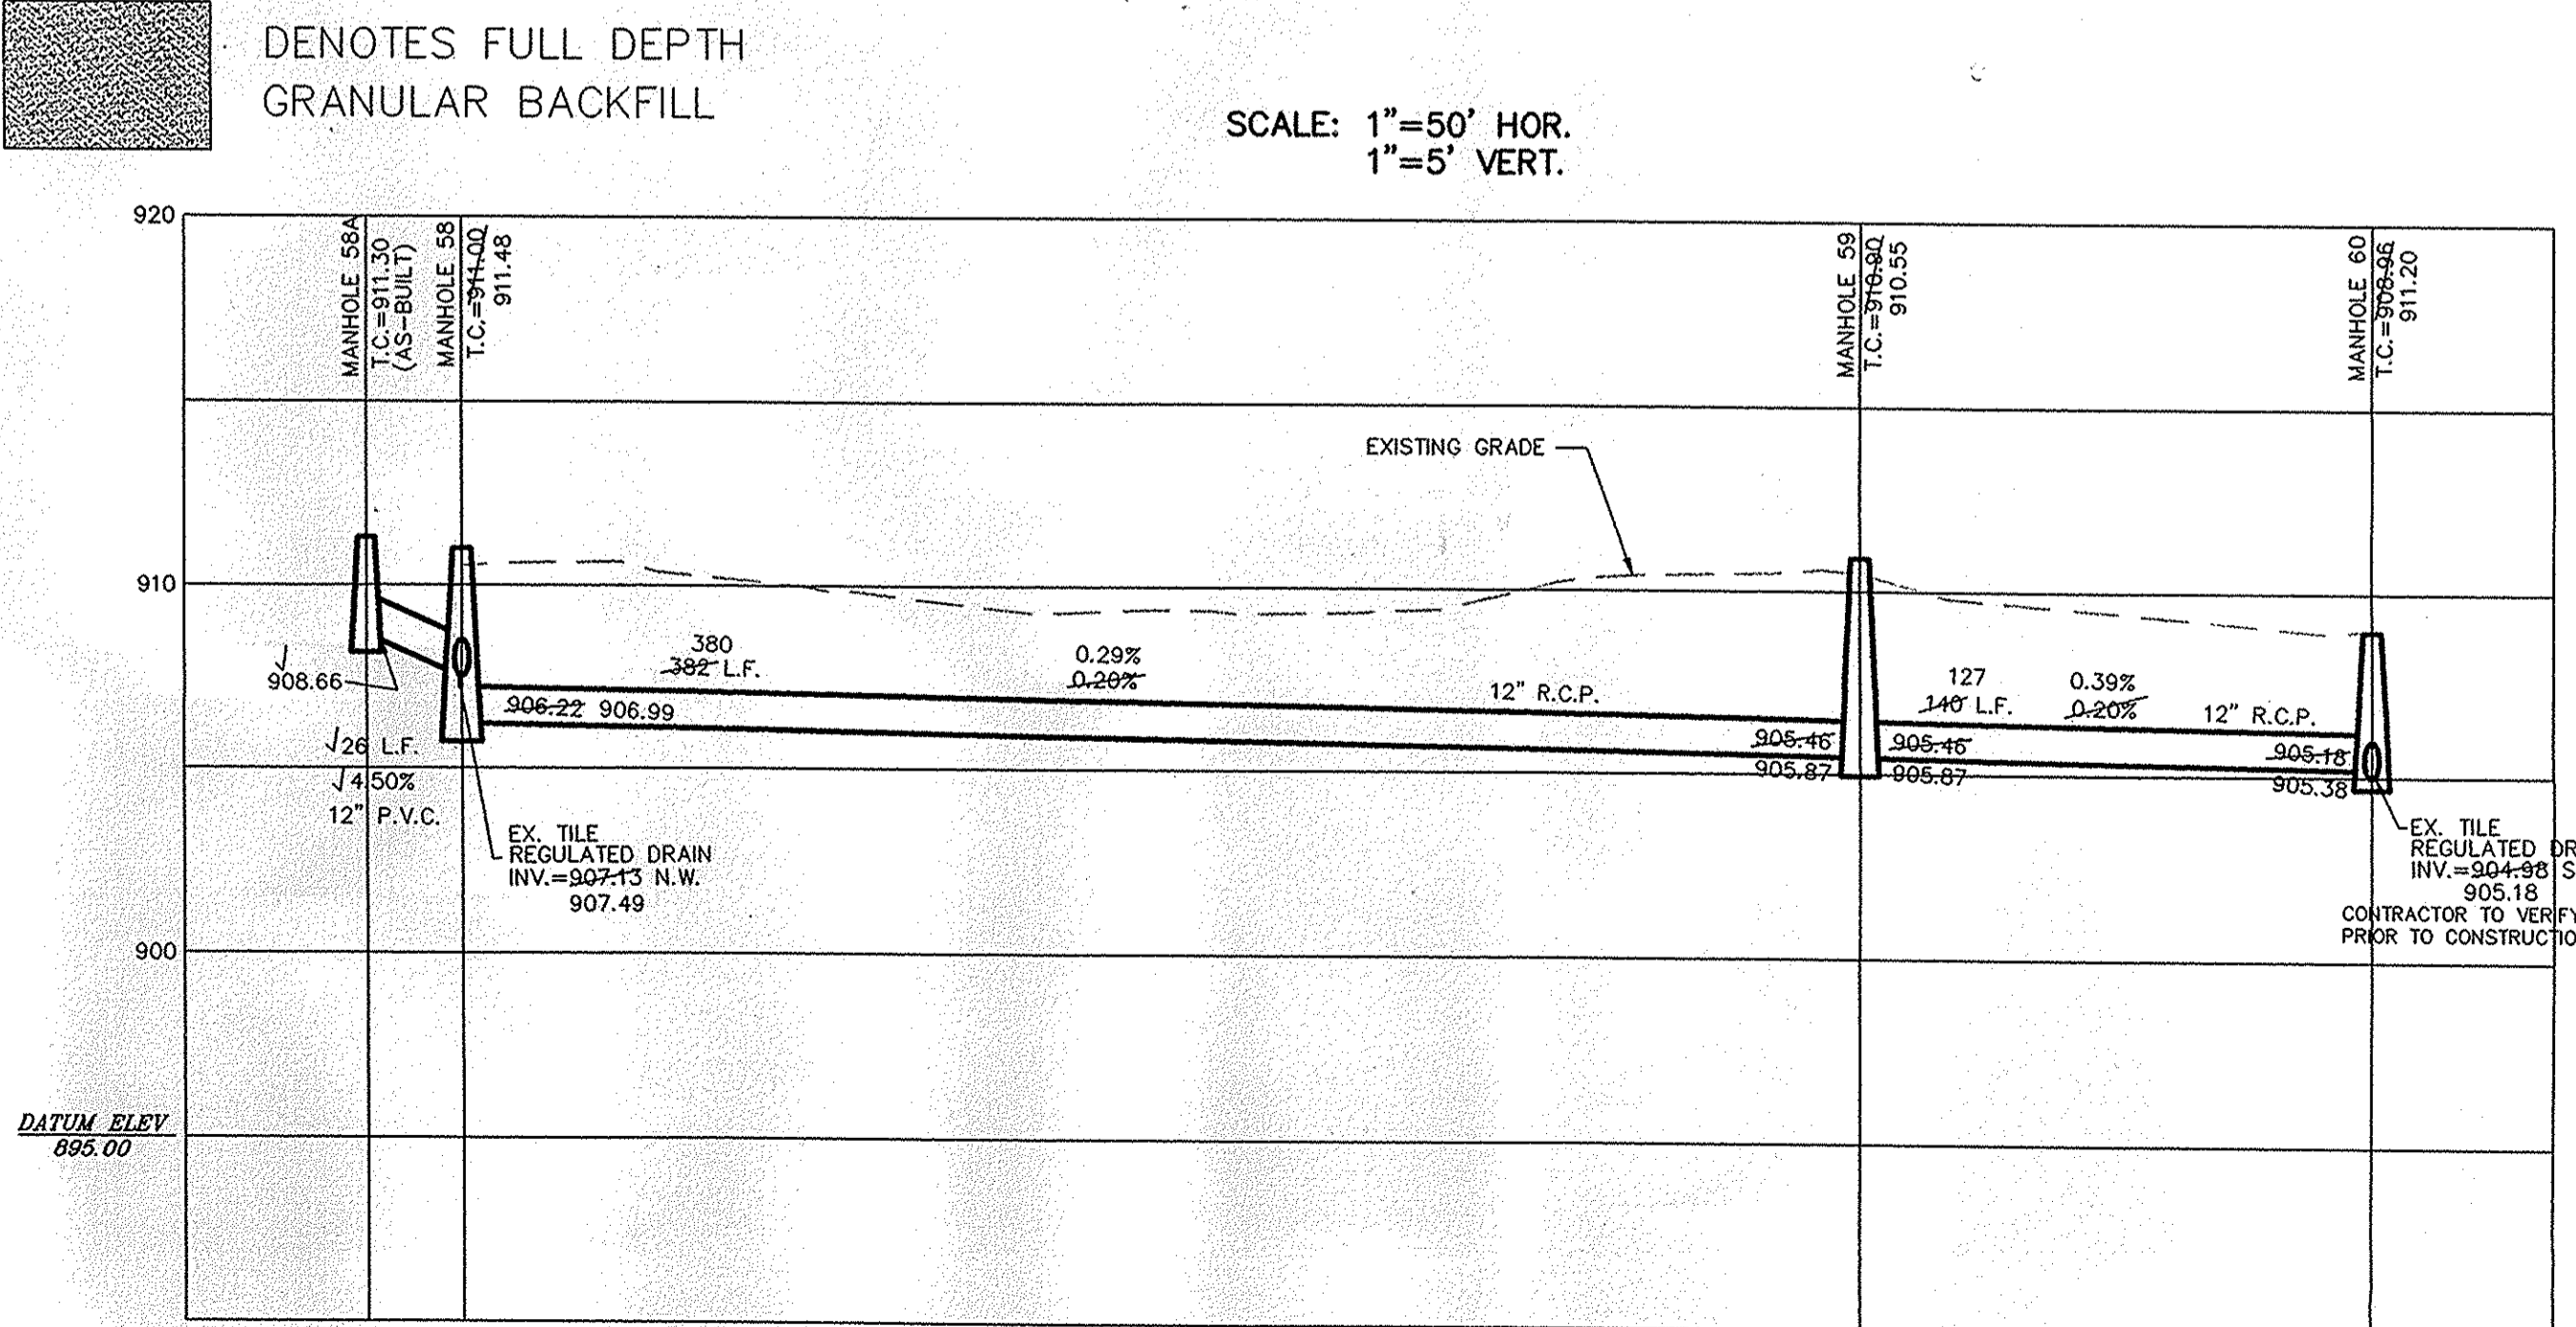 DENOTES FULL DEPTH
GRANULAR BACKFILL
SCALE: 1"=50' HOR.
1"=5' VERT.
920
MANHOLE 58A
T.C.=911.30
(AS-BUILT)
MANHOLE 58
T.C.=911.00
911.48
MANHOLE 59
T.C.=910.90
910.55
MANHOLE 60
T.C.=908.96
911.20
EXISTING GRADE
910
380
382 L.F.
0.29%
0.20%
12" R.C.P.
127
140 L.F.
0.39%
0.20%
12" R.C.P.
908.66
906.22 906.99
√26 L.F.
√4.50%
12" P.V.C.
905.46
905.87
905.46
905.87
905.18
905.38
EX. TILE
REGULATED DRAIN
INV.=907.13 N.W.
907.49
EX. TILE
REGULATED DR
INV.=904.98 S
905.18
CONTRACTOR TO VERIFY
PRIOR TO CONSTRUCTIO
900
DATUM ELEV
895.00